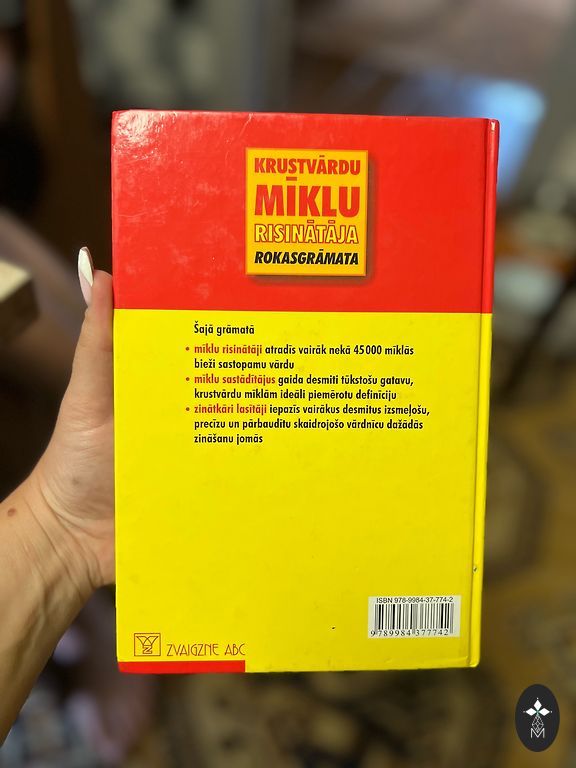 KRUSTVĀRDU
MĪKLU
RISINĀTĀJA
ROKASGRĀMATA
Šajā grāmatā
• mīklu risinātāji atradīs vairāk nekā 45 000 mīklās
bieži sastopamu vārdu
• mīklu sastādītājus gaida desmiti tūkstošu gatavu,
krustvārdu mīklām ideāli piemērotu definīciju
• zinātkāri lasītāji iepazīs vairākus desmitus izsmeļošu,
precīzu un pārbaudītu skaidrojošo vārdnīcu dažādās
zināšanu jomās
ISBN 978-9984-37-774-2
9 789984 377742
ZVAIGZNE ABC
M